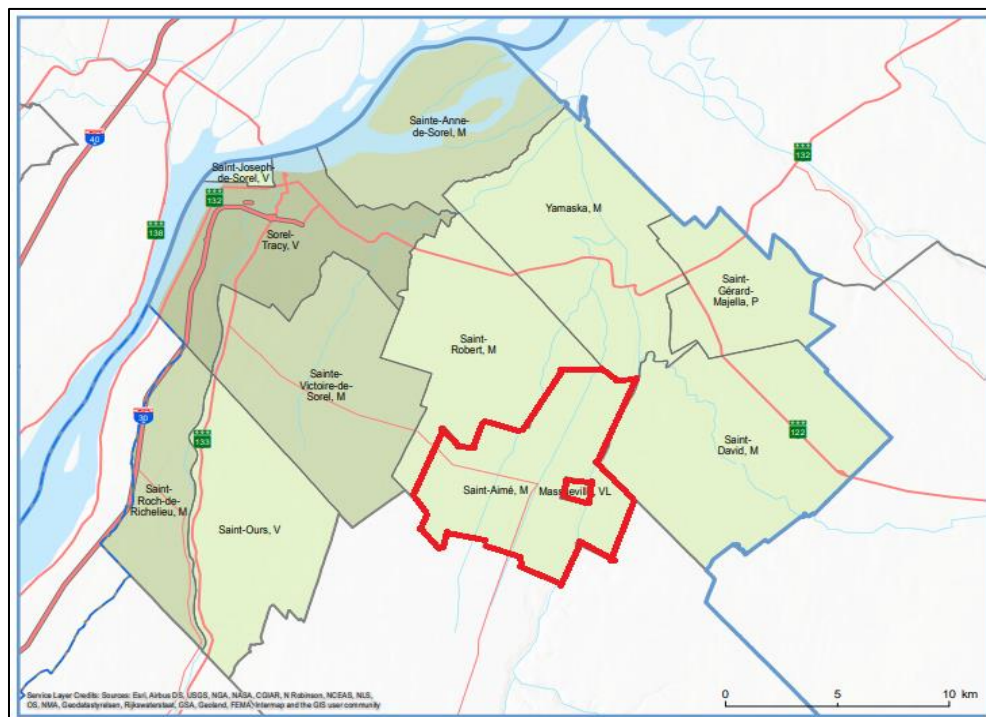 Sainte-Anne-
de-Sorel, M
40
132
Saint-Joseph-
de-Sorel, V
132
Yamaska, M
138
Sorel-
Tracy, V
Saint-
Gérard-
Majella, P
Saint-
Robert, M
Sainte-
Victoire-de-
Sorel, M
30
133
122
Saint-
David, M
Saint-
Roch-de-
Richelieu, M
Saint-Aimé, M
VL
Saint-Ours, V
Service Layer Credits: Sources: Esri, Airbus DS, USGS, NGA, NASA, CGIAR, N Robinson, NCEAS, NLS,
OS, NMA, Geodatastyrelsen, Rijkswaterstaat, GSA, Geoland, FEMA, Intermap and the GIS user community
0 5 10 km